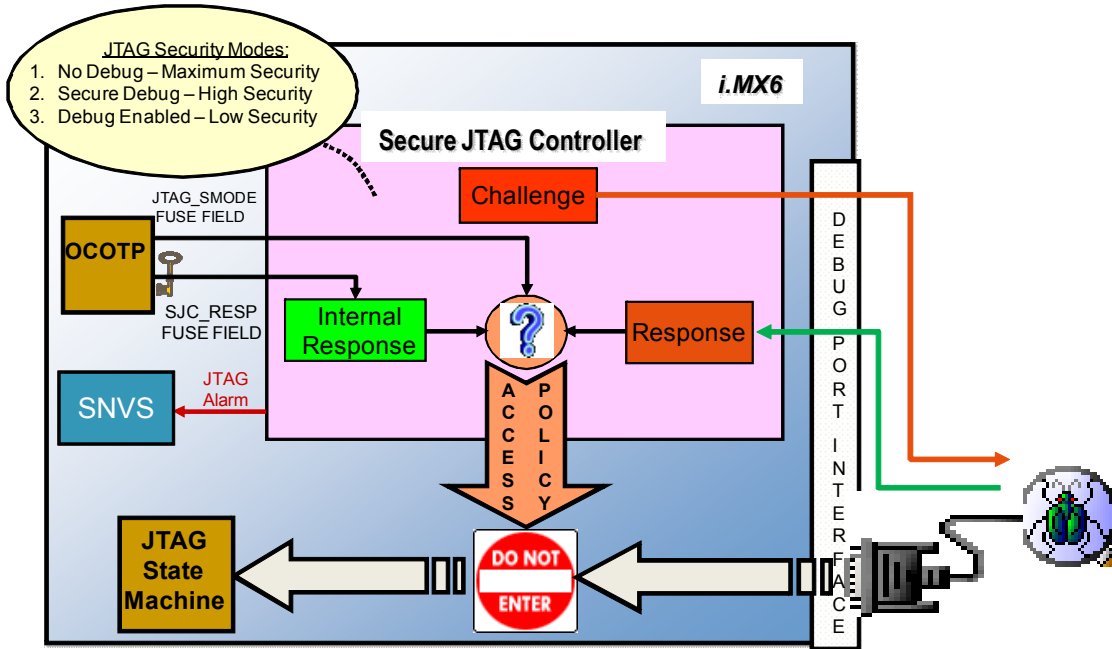 JTAG Security Modes:
1. No Debug – Maximum Security
2. Secure Debug – High Security
3. Debug Enabled – Low Security
i.MX6
Secure JTAG Controller
Challenge
JTAG_SMODE
FUSE FIELD
OCOTP
SJC_RESP
FUSE FIELD
Internal
Response
Response
JTAG
Alarm
SNVS
ACCESS
POLICY
DEBUG PORT INTERFACE
JTAG
State
Machine
DO NOT
ENTER